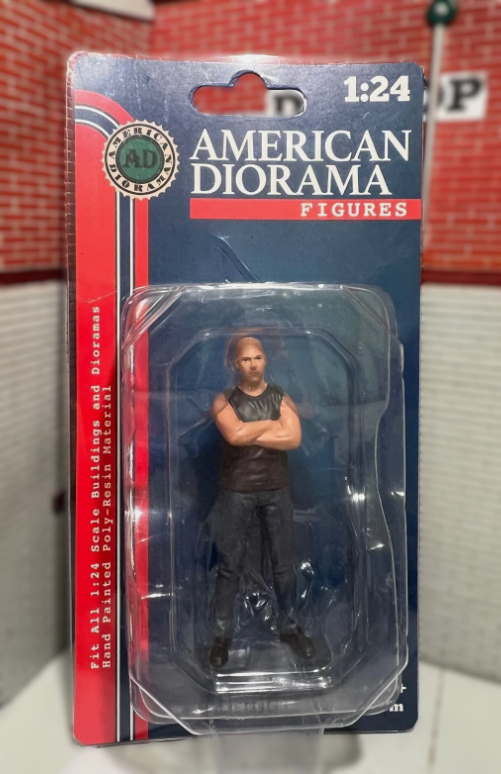 1:24
AMERICAN DIORAMA
AD
AMERICAN
DIORAMA
FIGURES
Fit All 1:24 Scale Buildings and Dioramas
Hand Painted Poly-Resin Material
OP
+
m